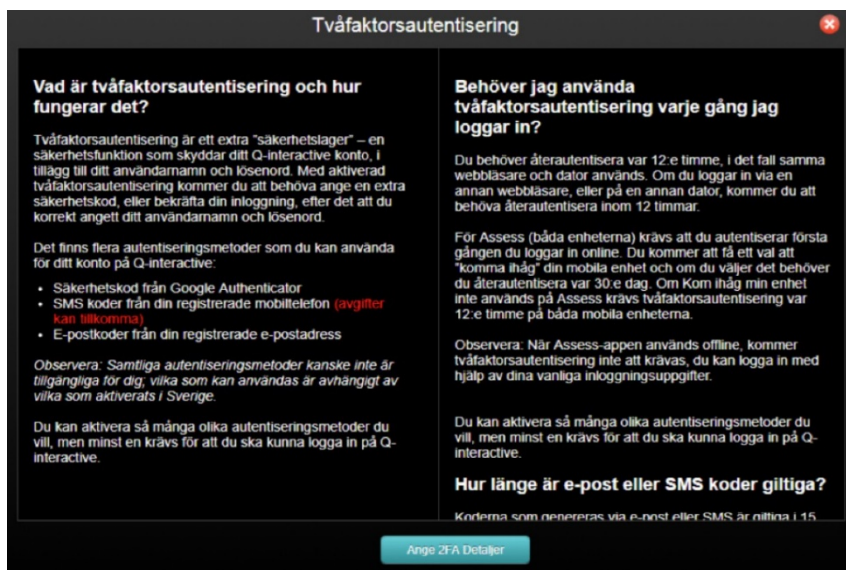 Tvåfaktorsautentisering
Vad är tvåfaktorsautentisering och hur
fungerar det?
Tvåfaktorsautentisering är ett extra "säkerhetslager" – en
säkerhetsfunktion som skyddar ditt Q-interactive konto, i
tillägg till ditt användarnamn och lösenord. Med aktiverad
tvåfaktorsautentisering kommer du att behöva ange en extra
säkerhetskod, eller bekräfta din inloggning, efter det att du
korrekt angett ditt användarnamn och lösenord.
Det finns flera autentiseringsmetoder som du kan använda
för ditt konto på Q-interactive:
• Säkerhetskod från Google Authenticator
• SMS koder från din registrerade mobiltelefon (avgifter
kan tillkomma)
• E-postkoder från din registrerade e-postadress
Observera: Samtliga autentiseringsmetoder kanske inte är
tillgängliga för dig; vilka som kan användas är avhängigt av
vilka som aktiverats i Sverige.
Du kan aktivera så många olika autentiseringsmetoder du
vill, men minst en krävs för att du ska kunna logga in på Q-
interactive.
Behöver jag använda
tvåfaktorsautentisering varje gång jag
loggar in?
Du behöver återautentisera var 12:e timme, i det fall samma
webbläsare och dator används. Om du loggar in via en
annan webbläsare, eller på en annan dator, kommer du att
behöva återautentisera inom 12 timmar.
För Assess (båda enheterna) krävs att du autentiserar första
gången du loggar in online. Du kommer att få ett val att
"komma ihåg" din mobila enhet och om du väljer det behöver
du återautentisera var 30:e dag. Om Kom ihåg min enhet
inte används på Assess krävs tvåfaktorsautentisering var
12:e timme på båda mobila enheterna.
Observera: När Assess-appen används offline, kommer
tvåfaktorsautentisering inte att krävas, du kan logga in med
hjälp av dina vanliga inloggningsuppgifter.
Du kan aktivera så många olika autentiseringsmetoder du
vill, men minst en krävs för att du ska kunna logga in på Q-
interactive.
Hur länge är e-post eller SMS koder giltiga?
Koderna som genereras via e-post eller SMS är giltiga i 15
Ange 2FA Detaljer